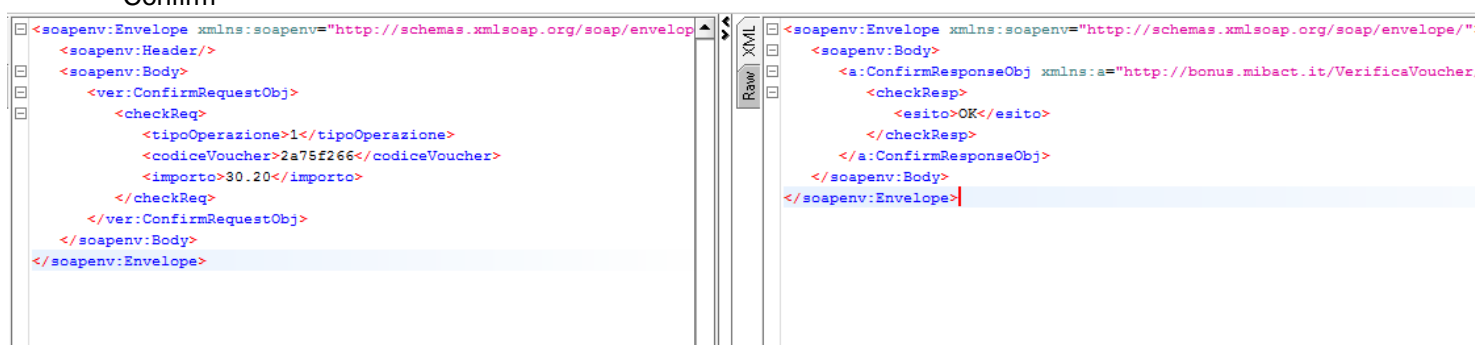 Confirm
<soapenv:Envelope xmlns:soapenv="http://schemas.xmlsoap.org/soap/envelop
<soapenv:Header/>
<soapenv:Body>
<ver:ConfirmRequestObj>
<checkReq>
<tipoOperazione>1</tipoOperazione>
<codiceVoucher>2a75f266</codiceVoucher>
<importo>30.20</importo>
</checkReq>
</ver:ConfirmRequestObj>
</soapenv:Body>
</soapenv:Envelope>
XML
Raw
<soapenv:Envelope xmlns:soapenv="http://schemas.xmlsoap.org/soap/envelope/"
<soapenv:Body>
<a:ConfirmResponseObj xmlns:a="http://bonus.mibact.it/VerificaVoucher
<checkResp>
<esito>OK</esito>
</checkResp>
</a:ConfirmResponseObj>
</soapenv:Body>
</soapenv:Envelope>